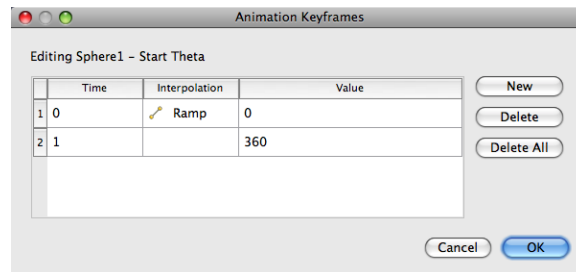 Animation Keyframes
Editing Sphere1 – Start Theta
Time Interpolation Value
1 0 Ramp 0
2 1 360
New
Delete
Delete All
Cancel OK